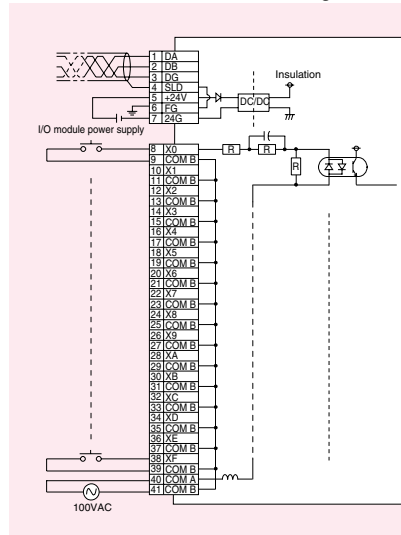 1 DA
2 DB
3 DG
4 SLD
5 +24V
6 FG
7 24G
Insulation
DC/DC
I/O module power supply
8 X0
9 COM B
10 X1
11 COM B
12 X2
13 COM B
14 X3
15 COM B
16 X4
17 COM B
18 X5
19 COM B
20 X6
21 COM B
22 X7
23 COM B
24 X8
25 COM B
26 X9
27 COM B
28 XA
29 COM B
30 XB
31 COM B
32 XC
33 COM B
34 XD
35 COM B
36 XE
37 COM B
38 XF
39 COM B
40 COM A
41 COM B
R
R
R
100VAC